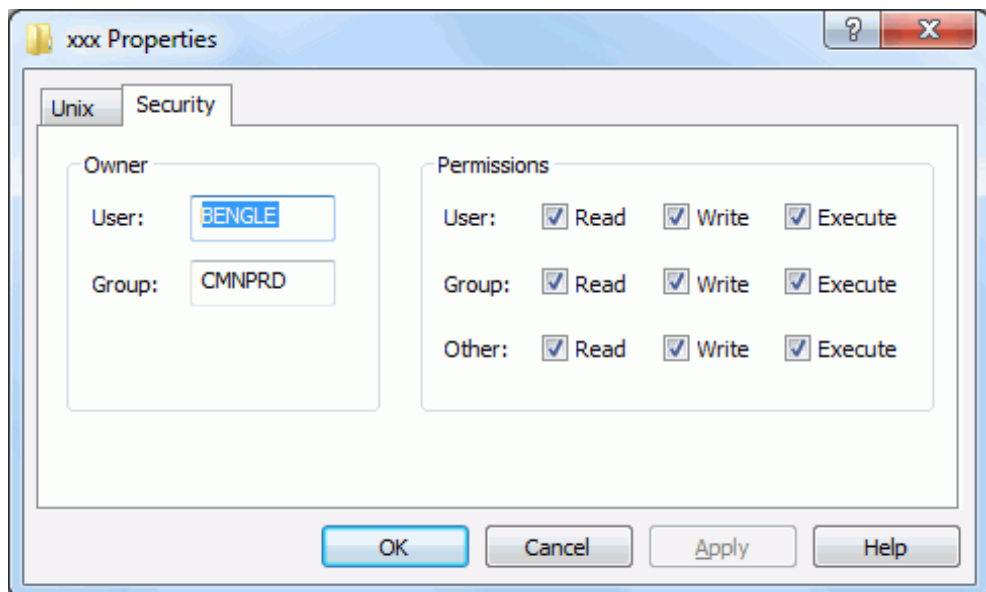 xxx Properties
?
Unix Security
Owner
User: BENGLE
Group: CMNPRD
Permissions
User: Read Write Execute
Group: Read Write Execute
Other: Read Write Execute
OK Cancel Apply Help